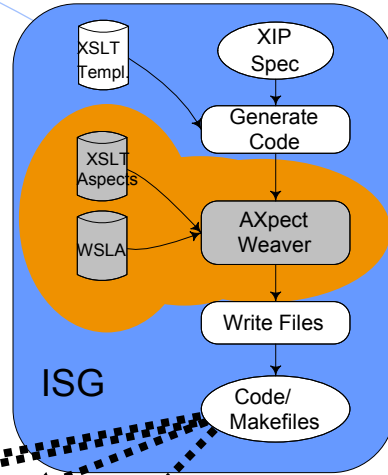 XSLT
Templ.
XIP
Spec
Generate
Code
XSLT
Aspects
WSLA
AXpect
Weaver
Write Files
ISG
Code/
Makefiles